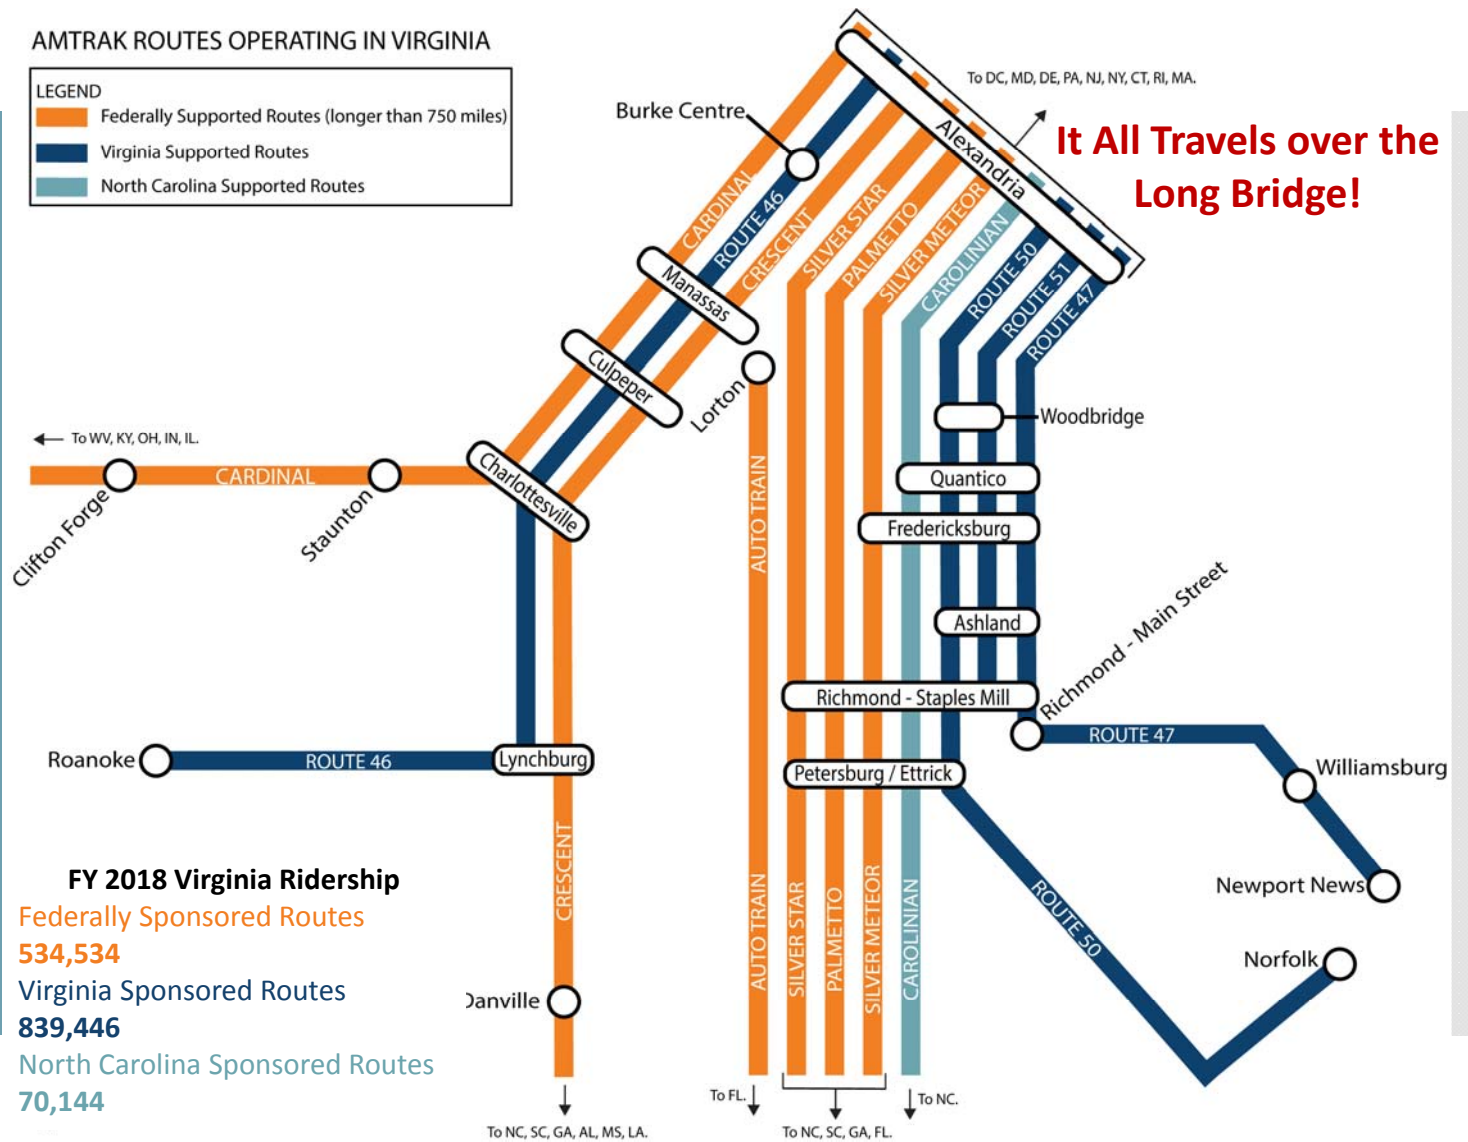 AMTRAK ROUTES OPERATING IN VIRGINIA
LEGEND
Federally Supported Routes (longer than 750 miles)
Virginia Supported Routes
North Carolina Supported Routes
To DC, MD, DE, PA, NJ, NY, CT, RI, MA.
It All Travels over the
Long Bridge!
Burke Centre
Alexandria
CARDINAL
ROUTE 46
CRESCENT
SILVER STAR
PALMETTO
SILVER METEOR
CAROLINIAN
ROUTE 50
ROUTE 51
ROUTE 47
Manassas
Culpeper
Lorton
Woodbridge
To WV, KY, OH, IN, IL.
CARDINAL
Clifton Forge
Staunton
Charlottesville
Quantico
Fredericksburg
AUTO TRAIN
Ashland
Richmond - Staples Mill
Richmond - Main Street
ROUTE 47
Roanoke
ROUTE 46
Lynchburg
Petersburg / Ettrick
Williamsburg
Newport News
ROUTE 50
Norfolk
CRESCENT
AUTO TRAIN
SILVER STAR
PALMETTO
SILVER METEOR
CAROLINIAN
Danville
FY 2018 Virginia Ridership
Federally Sponsored Routes
534,534
Virginia Sponsored Routes
839,446
North Carolina Sponsored Routes
70,144
To FL.
To NC.
To NC, SC, GA, AL, MS, LA.
To NC, SC, GA, FL.